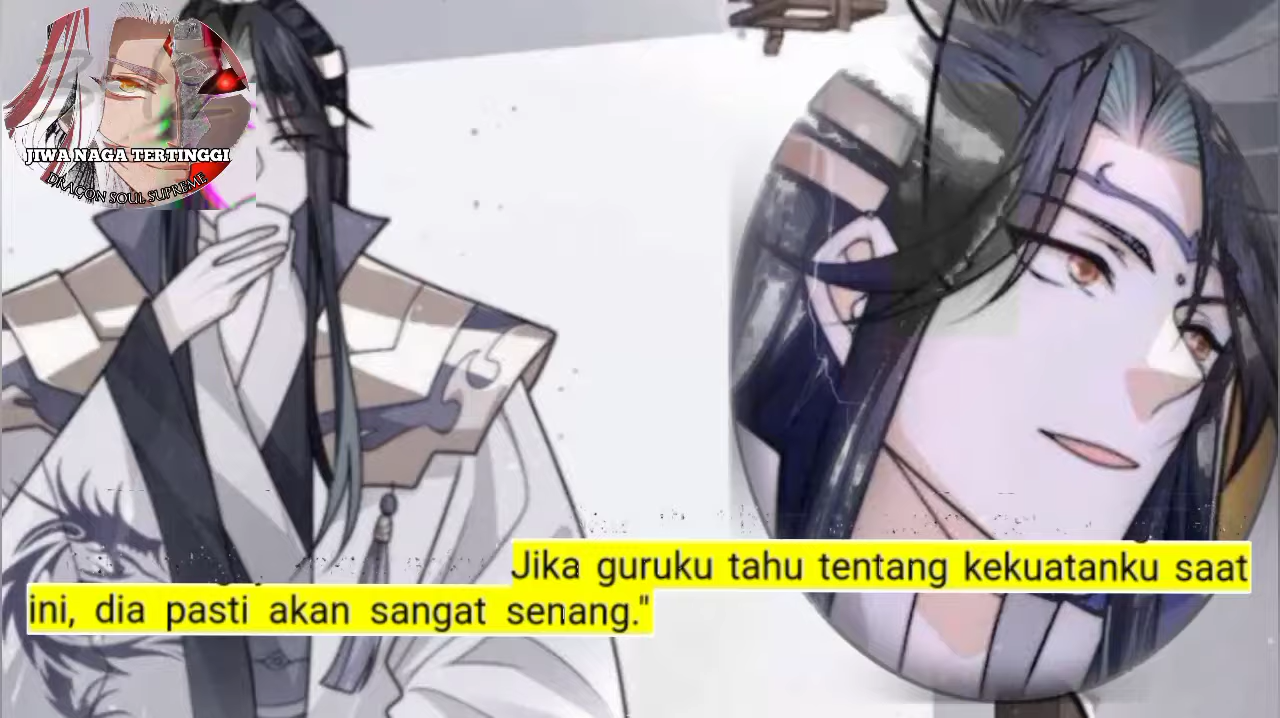 JIWA NAGA TERTINGGI
DRAGON SOUL SUPREME
Jika guruku tahu tentang kekuatanku saat
ini, dia pasti akan sangat senang."